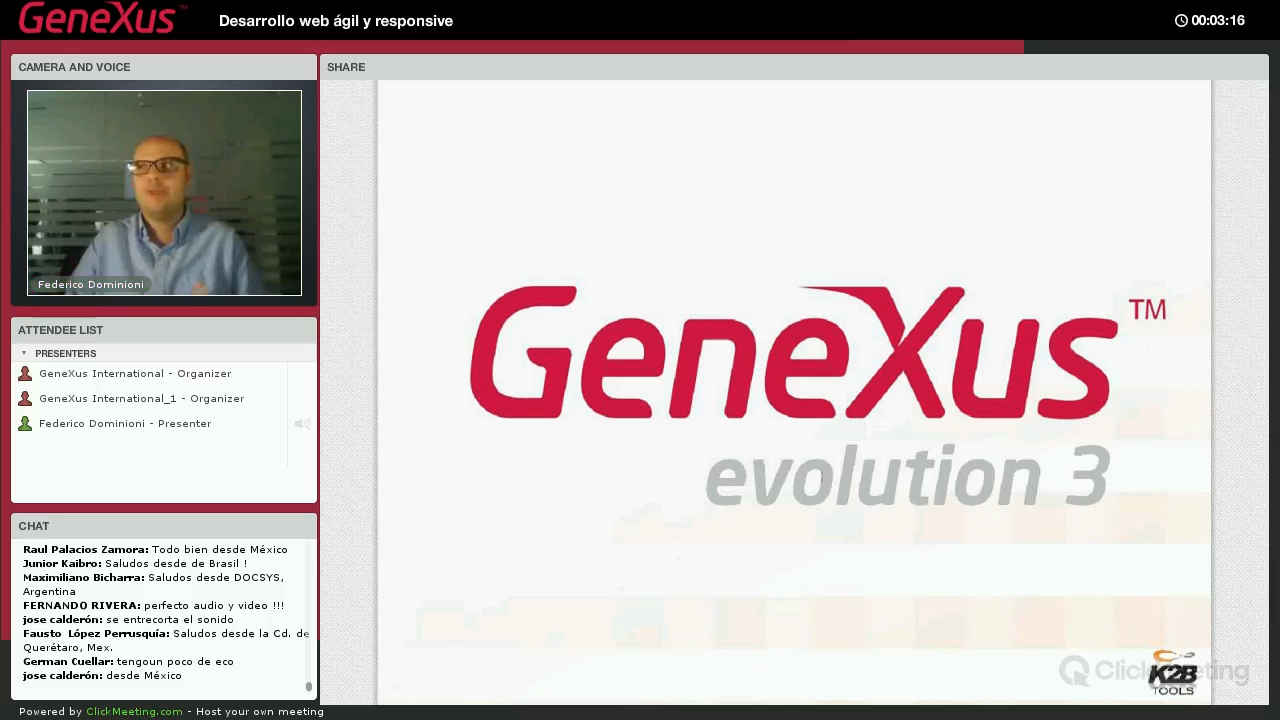 GeneXus™
Desarrollo web ágil y responsive
00:03:16
CAMERA AND VOICE
Federico Dominioni
ATTENDEE LIST
PRESENTERS
GeneXus International - Organizer
GeneXus International_1 - Organizer
Federico Dominioni - Presenter
CHAT
Raul Palacios Zamora: Todo bien desde México
Junior Kaibro: Saludos desde de Brasil !
Maximiliano Bicharra: Saludos desde SOCSYS,
Argentina
FERNANDO RIVERA: perfecto audio y video !!!
jose calderón: se entrecorta el sonido
Fausto López Perrusquía: Saludos desde la Cd. de
Querétaro, Mex.
German Cuellar: tengoun poco de eco
jose calderón: desde México
Powered by ClickMeeting.com - Host your own meeting
SHARE
GeneXus™
evolution 3
ClickMeeting
K2B
TOOLS